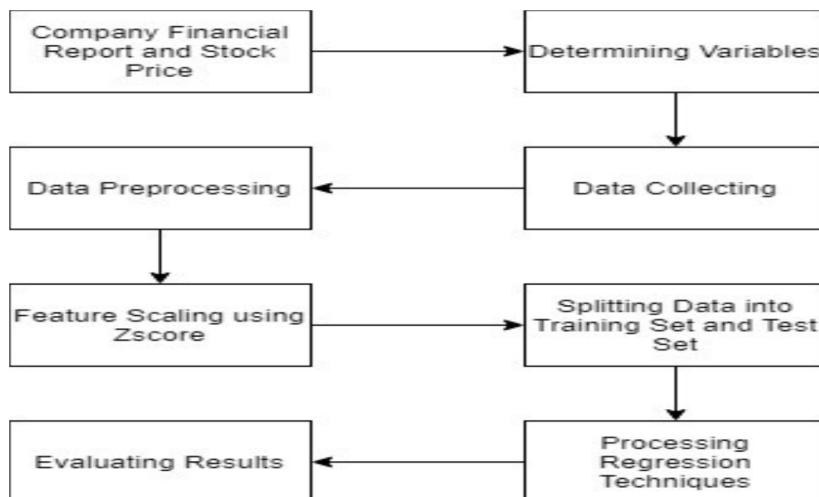 Company Financial
Report and Stock
Price
Determining Variables
Data Collecting
Data Preprocessing
Feature Scaling using
Zscore
Splitting Data into
Training Set and Test
Set
Processing
Regression
Techniques
Evaluating Results